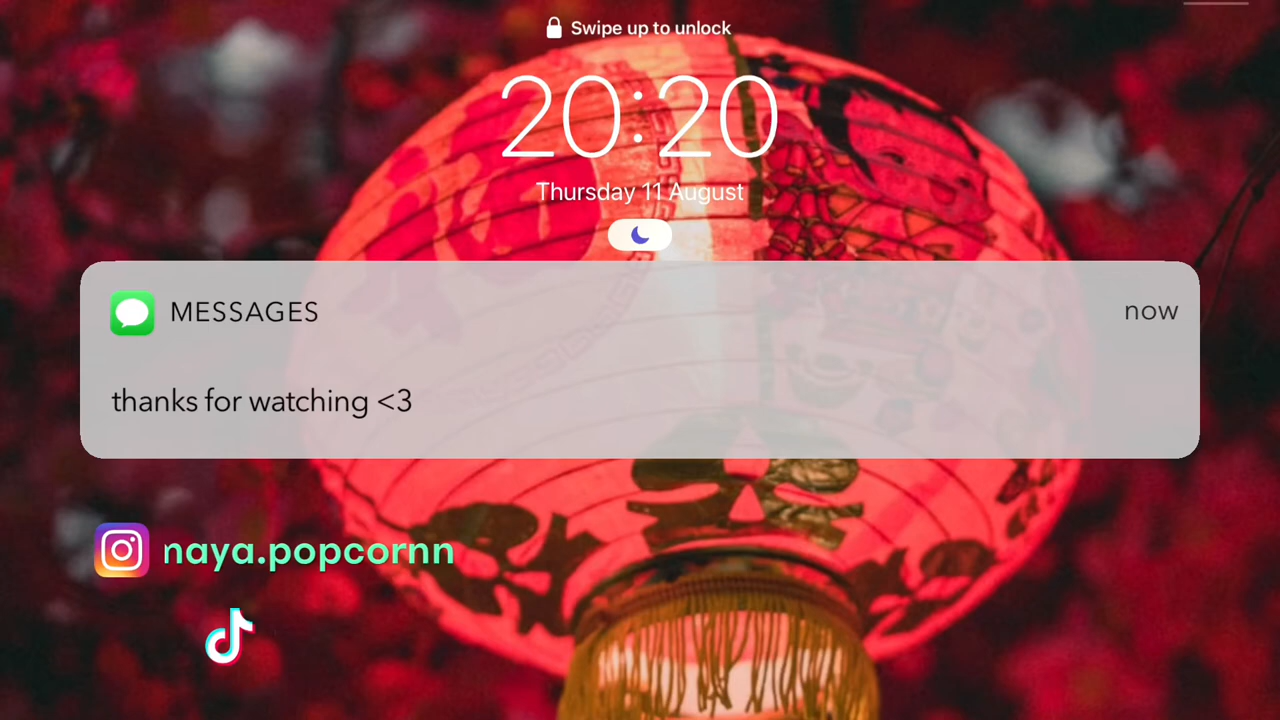 Swipe up to unlock
20:20
Thursday 11 August
MESSAGES now
thanks for watching <3
naya.popcornn